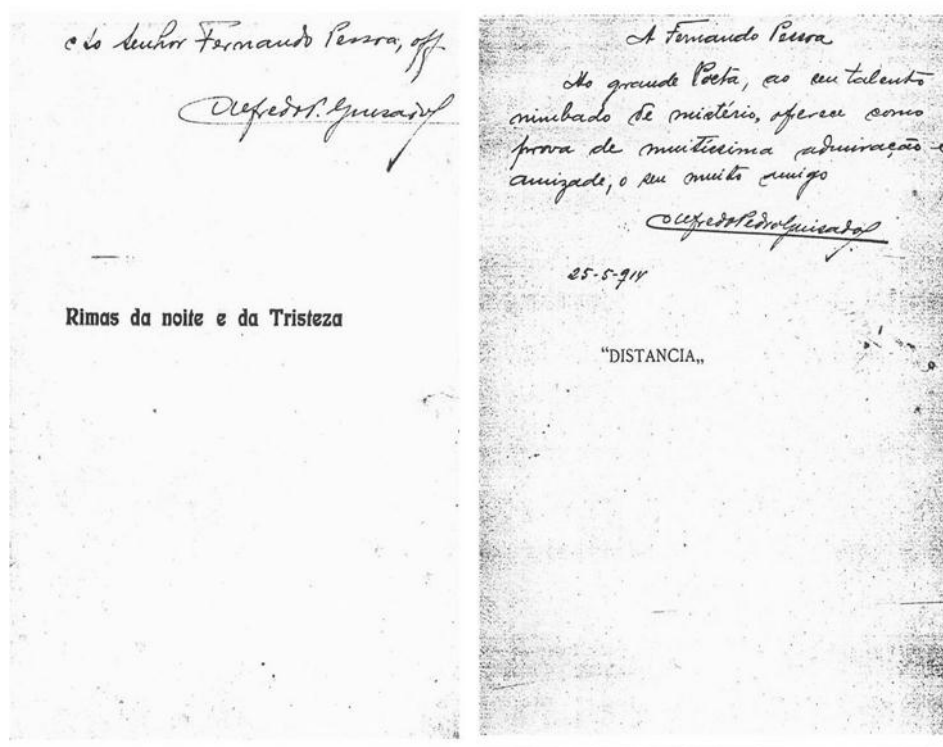 Ao Senhor Fernando Pessoa, off.
Alfredo P. Guisado
Rimas da noite e da Tristeza
A Fernando Pessoa
Ao grande Poeta, ao seu talento
nimbado de mistério, oferece como
prova de muitissima admiração e
amizade, o seu muito amigo
Alfredo Pedro Guisado
25-5-914
“DISTANCIA„